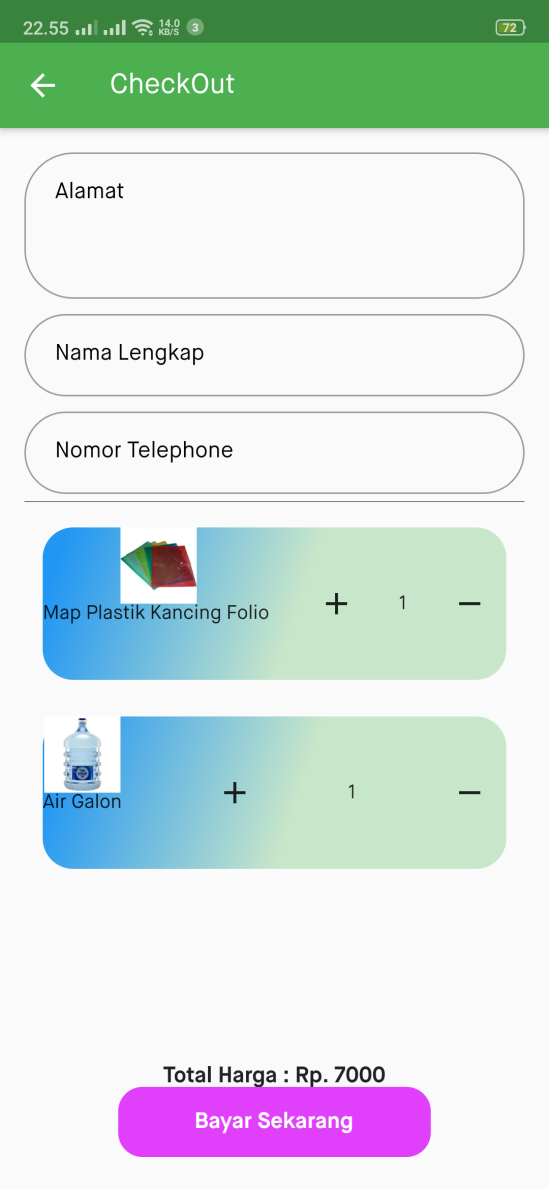 22.55 14.0 KB/S 3 72
CheckOut
Alamat
Nama Lengkap
Nomor Telephone
Map Plastik Kancing Folio
+ 1 −
Air Galon
+ 1 −
Total Harga : Rp. 7000
Bayar Sekarang